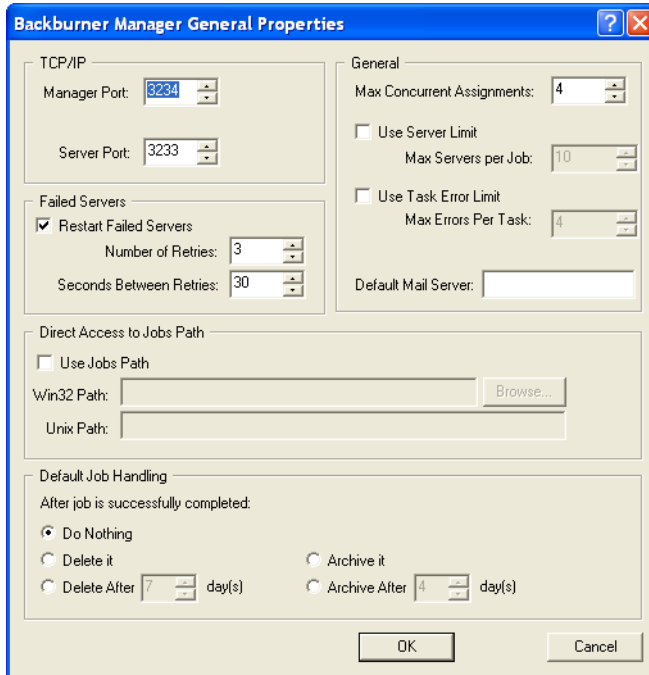 Backburner Manager General Properties
TCP/IP
Manager Port: 3234
Server Port: 3233
General
Max Concurrent Assignments: 4
Use Server Limit
Max Servers per Job: 10
Use Task Error Limit
Max Errors Per Task: 4
Default Mail Server:
Failed Servers
Restart Failed Servers
Number of Retries: 3
Seconds Between Retries: 30
Direct Access to Jobs Path
Use Jobs Path
Win32 Path: Browse...
Unix Path:
Default Job Handling
After job is successfully completed:
Do Nothing
Delete it Archive it
Delete After 7 day(s) Archive After 4 day(s)
OK Cancel